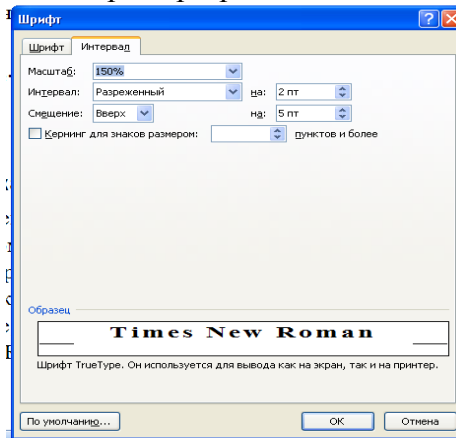 Шрифт
Шрифт Интервал
Масштаб: 150%
Интервал: Разреженный на: 2 пт
Смещение: Вверх на: 5 пт
Кернинг для знаков размером: пунктов и более
Образец
Times New Roman
Шрифт TrueType. Он используется для вывода как на экран, так и на принтер.
По умолчанию... ОК Отмена